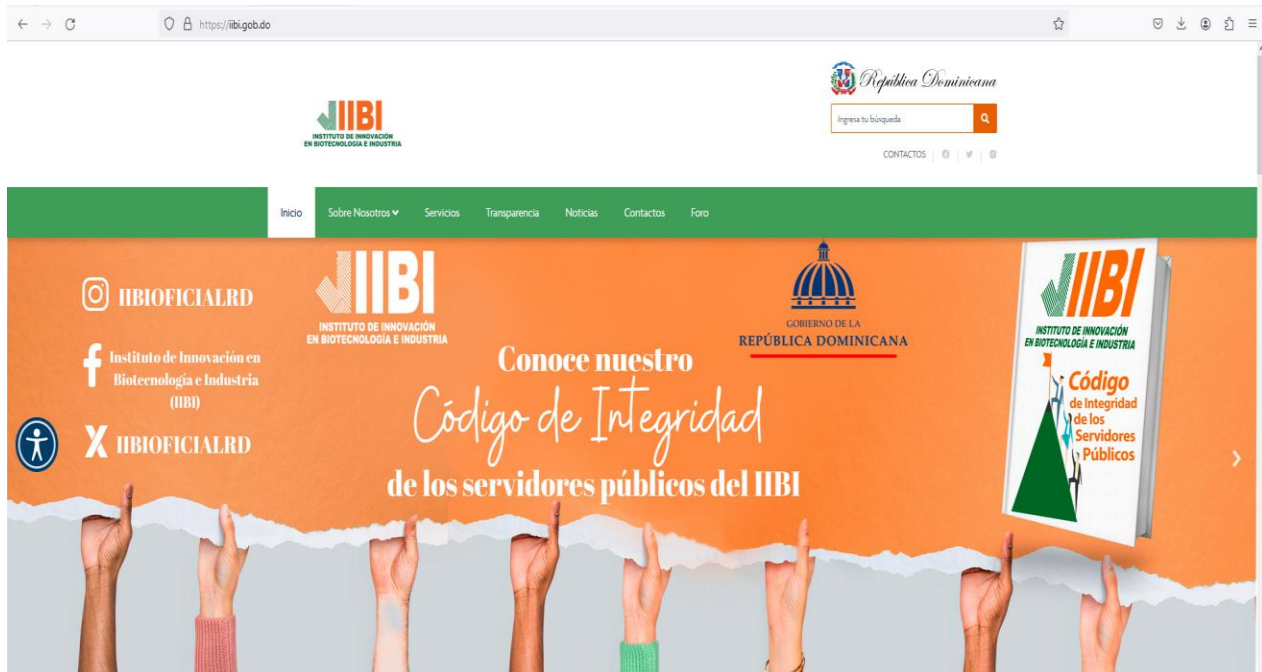 https://iibi.gob.do
República Dominicana
IIBI
INSTITUTO DE INNOVACIÓN
EN BIOTECNOLOGÍA E INDUSTRIA
Ingresa tu búsqueda
CONTACTOS
Inicio
Sobre Nosotros
Servicios
Transparencia
Noticias
Contactos
Foro
IIBIOFICIALRD
Instituto de Innovación en
Biotecnología e Industria
(IIBI)
X IIBIOFICIALRD
IIBI
INSTITUTO DE INNOVACIÓN
EN BIOTECNOLOGÍA E INDUSTRIA
GOBIERNO DE LA
REPÚBLICA DOMINICANA
Conoce nuestro
Código de Integridad
de los servidores públicos del IIBI
IIBI
INSTITUTO DE INNOVACIÓN
EN BIOTECNOLOGÍA E INDUSTRIA
Código
de Integridad
de los
Servidores
Públicos